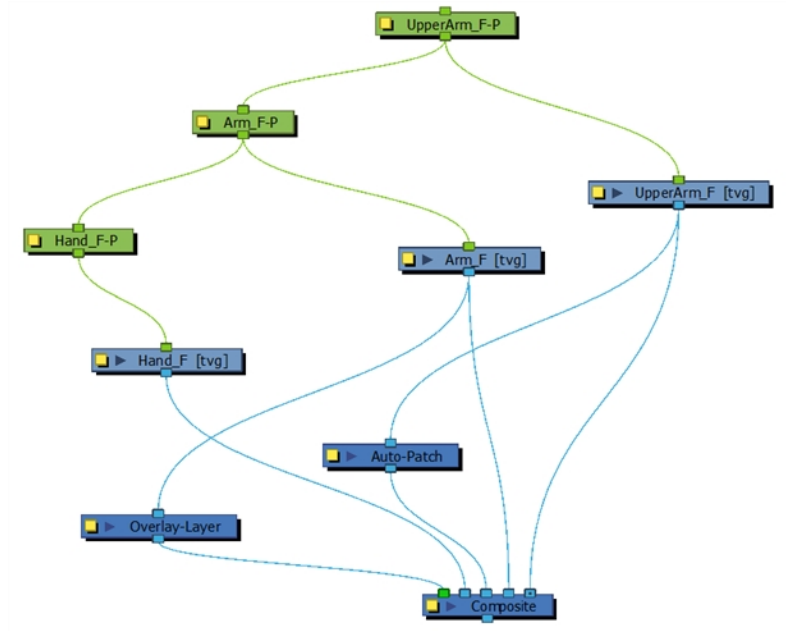 UpperArm_F-P
Arm_F-P
UpperArm_F [tvg]
Hand_F-P
Arm_F [tvg]
Hand_F [tvg]
Auto-Patch
Overlay-Layer
Composite